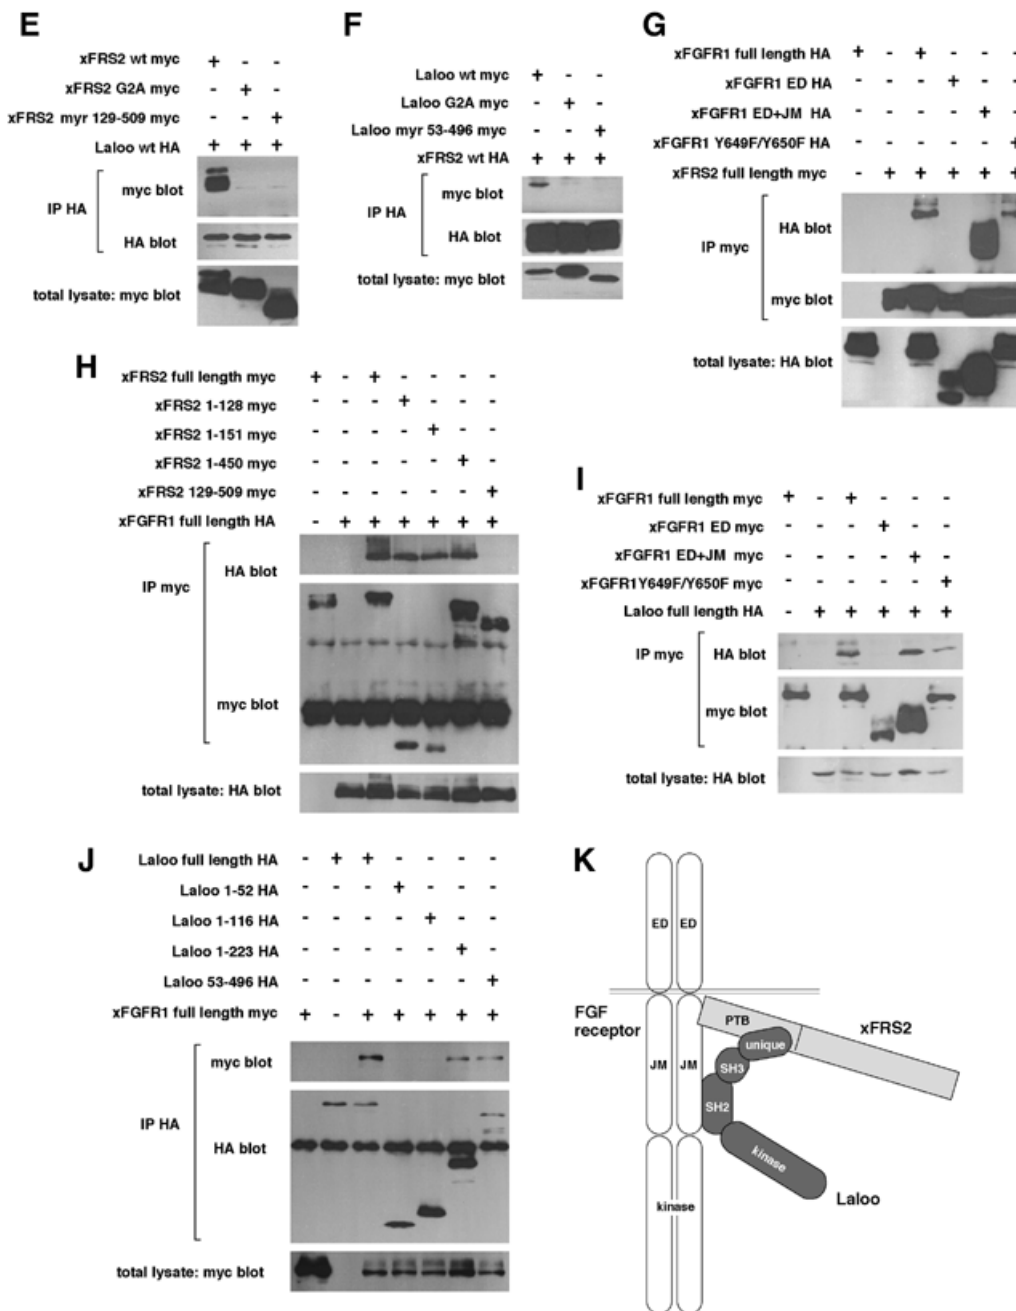 E
xFRS2 wt myc + - -
xFRS2 G2A myc - + -
xFRS2 myr 129-509 myc - - +
Laloo wt HA + + +
IP HA
myc blot
HA blot
total lysate: myc blot
F
Laloo wt myc + - -
Laloo G2A myc - + -
Laloo myr 53-496 myc - - +
xFRS2 wt HA + + +
IP HA
myc blot
HA blot
total lysate: myc blot
G
xFGFR1 full length HA + - + - - -
xFGFR1 ED HA - - - + - -
xFGFR1 ED+JM HA - - - - + -
xFGFR1 Y649F/Y650F HA - - - - - +
xFRS2 full length myc - + + + + +
IP myc
HA blot
myc blot
total lysate: HA blot
H
xFRS2 full length myc + - + - - - -
xFRS2 1-128 myc - - - + - - -
xFRS2 1-151 myc - - - - + - -
xFRS2 1-450 myc - - - - - + -
xFRS2 129-509 myc - - - - - - +
xFGFR1 full length HA - + + + + + +
IP myc
HA blot
myc blot
total lysate: HA blot
I
xFGFR1 full length myc + - + - - -
xFGFR1 ED myc - - - + - -
xFGFR1 ED+JM myc - - - - + -
xFGFR1Y649F/Y650F myc - - - - - +
Laloo full length HA - + + + + +
IP myc
HA blot
myc blot
total lysate: HA blot
J
Laloo full length HA - + + - - - -
Laloo 1-52 HA - - - + - - -
Laloo 1-116 HA - - - - + - -
Laloo 1-223 HA - - - - - + -
Laloo 53-496 HA - - - - - - +
xFGFR1 full length myc + - + + + + +
IP HA
myc blot
HA blot
total lysate: myc blot
K
ED ED
FGF
receptor
PTB
xFRS2
unique
JM JM
SH3
SH2
kinase
Laloo
kinase